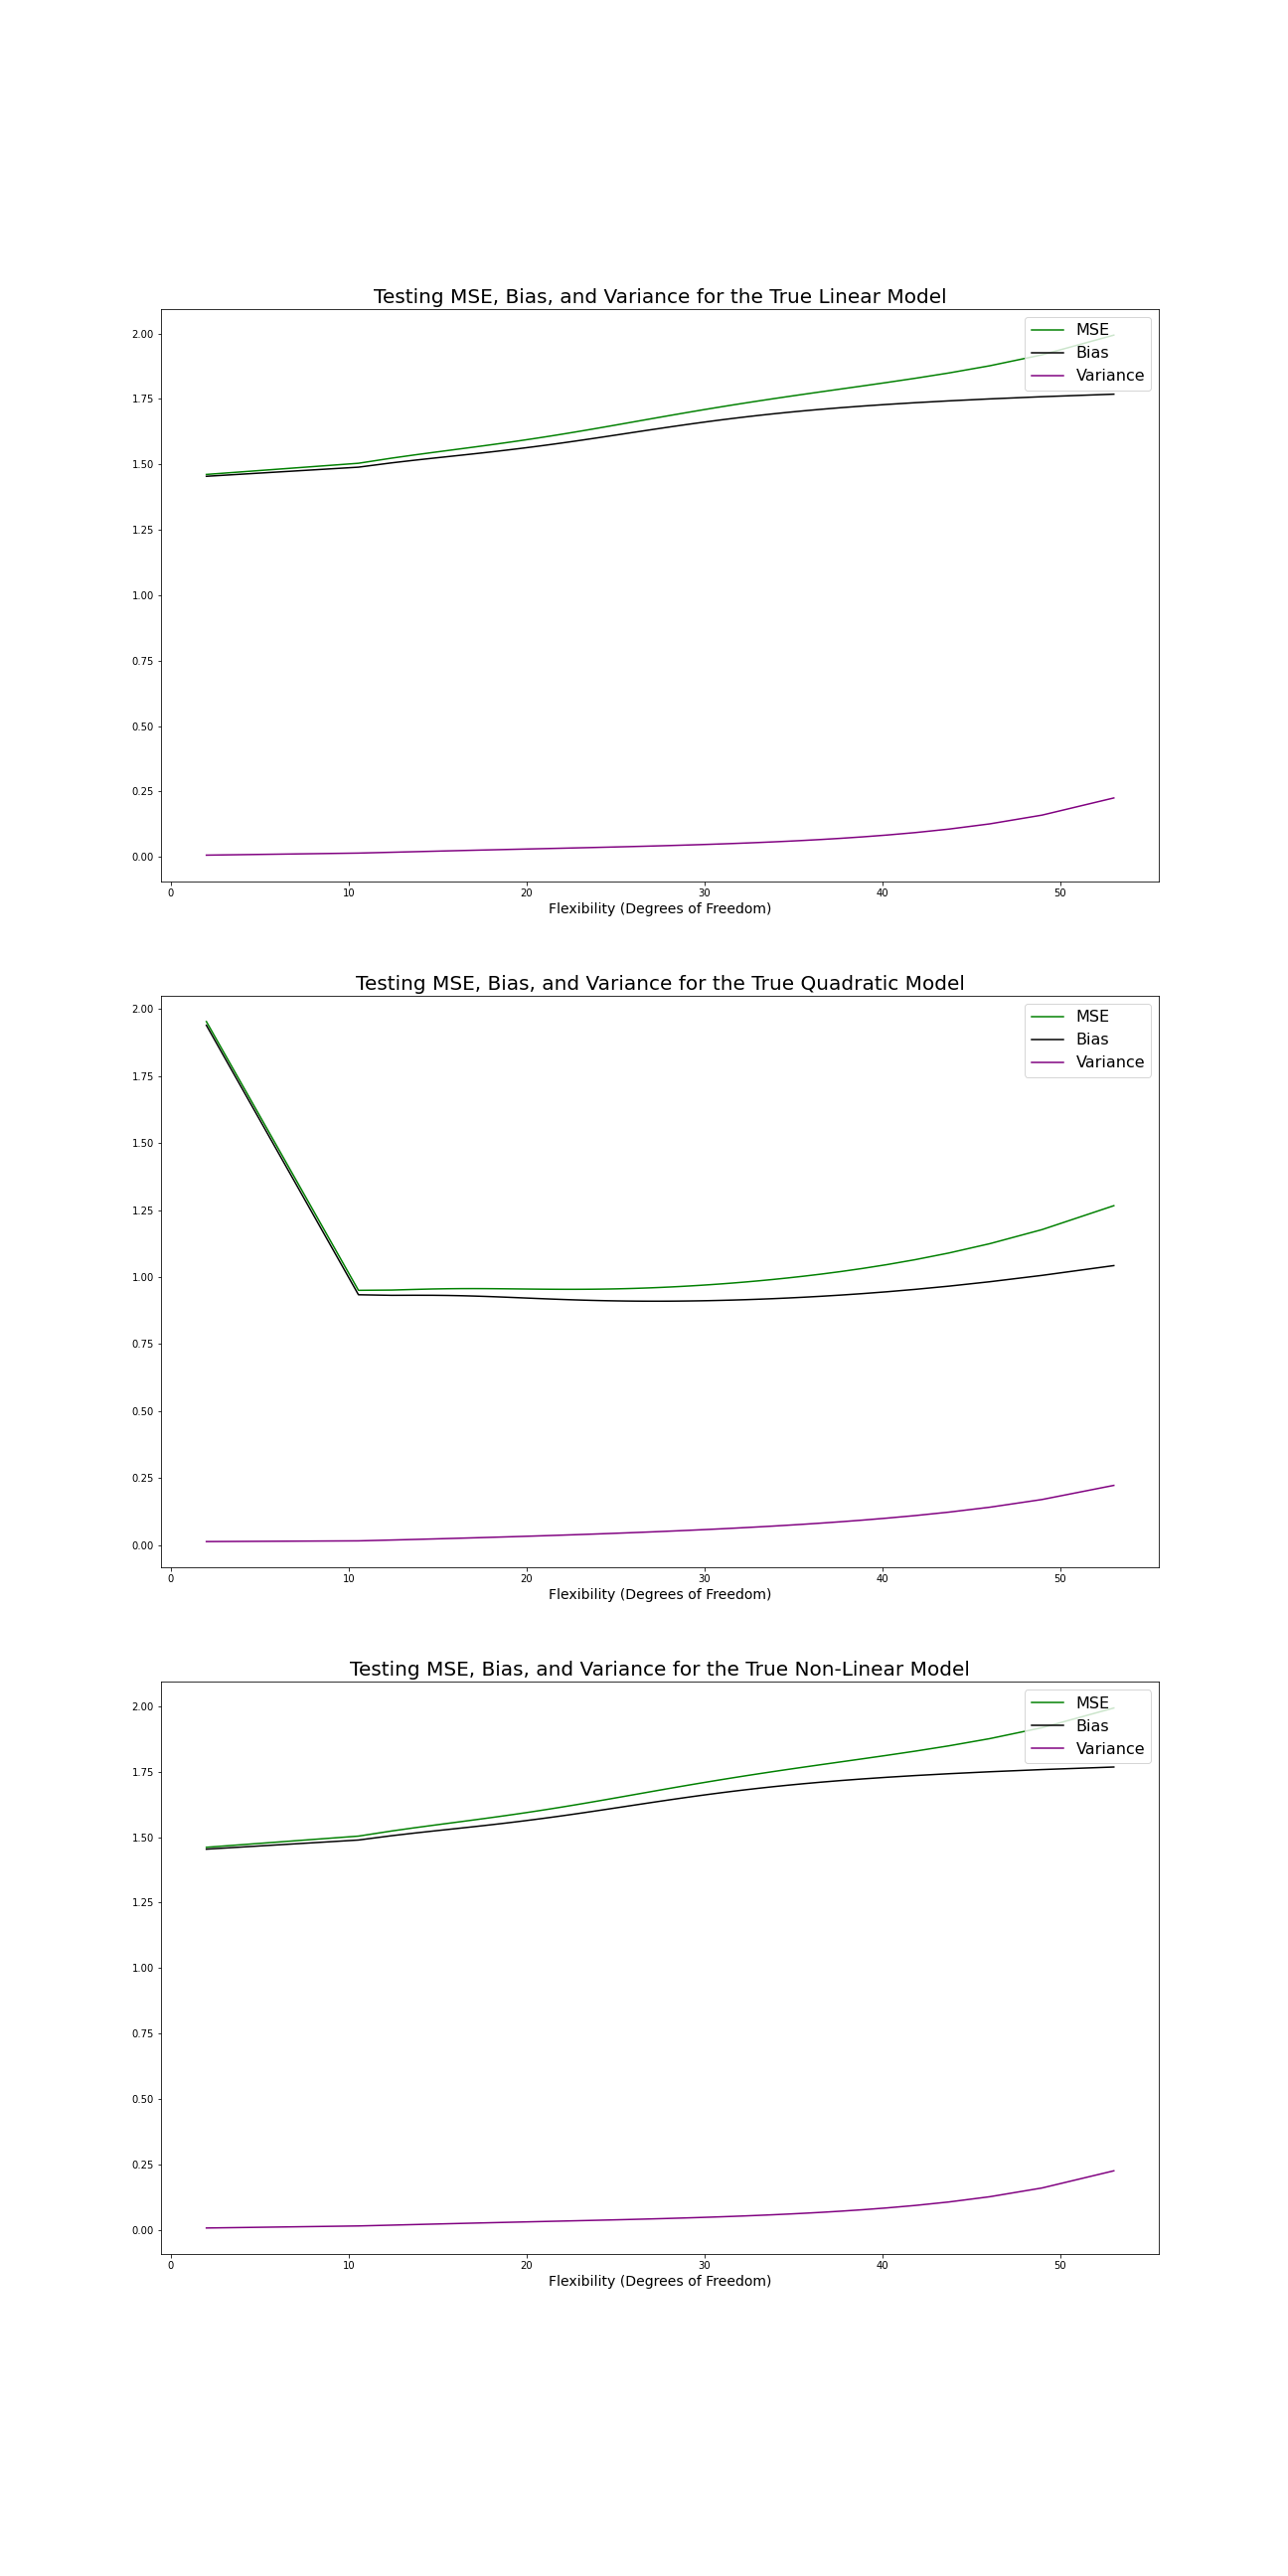 Testing MSE, Bias, and Variance for the True Linear Model
MSE
Bias
Variance
2.00
1.75
1.50
1.25
1.00
0.75
0.50
0.25
0.00
0 10 20 30 40 50
Flexibility (Degrees of Freedom)
Testing MSE, Bias, and Variance for the True Quadratic Model
MSE
Bias
Variance
2.00
1.75
1.50
1.25
1.00
0.75
0.50
0.25
0.00
0 10 20 30 40 50
Flexibility (Degrees of Freedom)
Testing MSE, Bias, and Variance for the True Non-Linear Model
MSE
Bias
Variance
2.00
1.75
1.50
1.25
1.00
0.75
0.50
0.25
0.00
0 10 20 30 40 50
Flexibility (Degrees of Freedom)